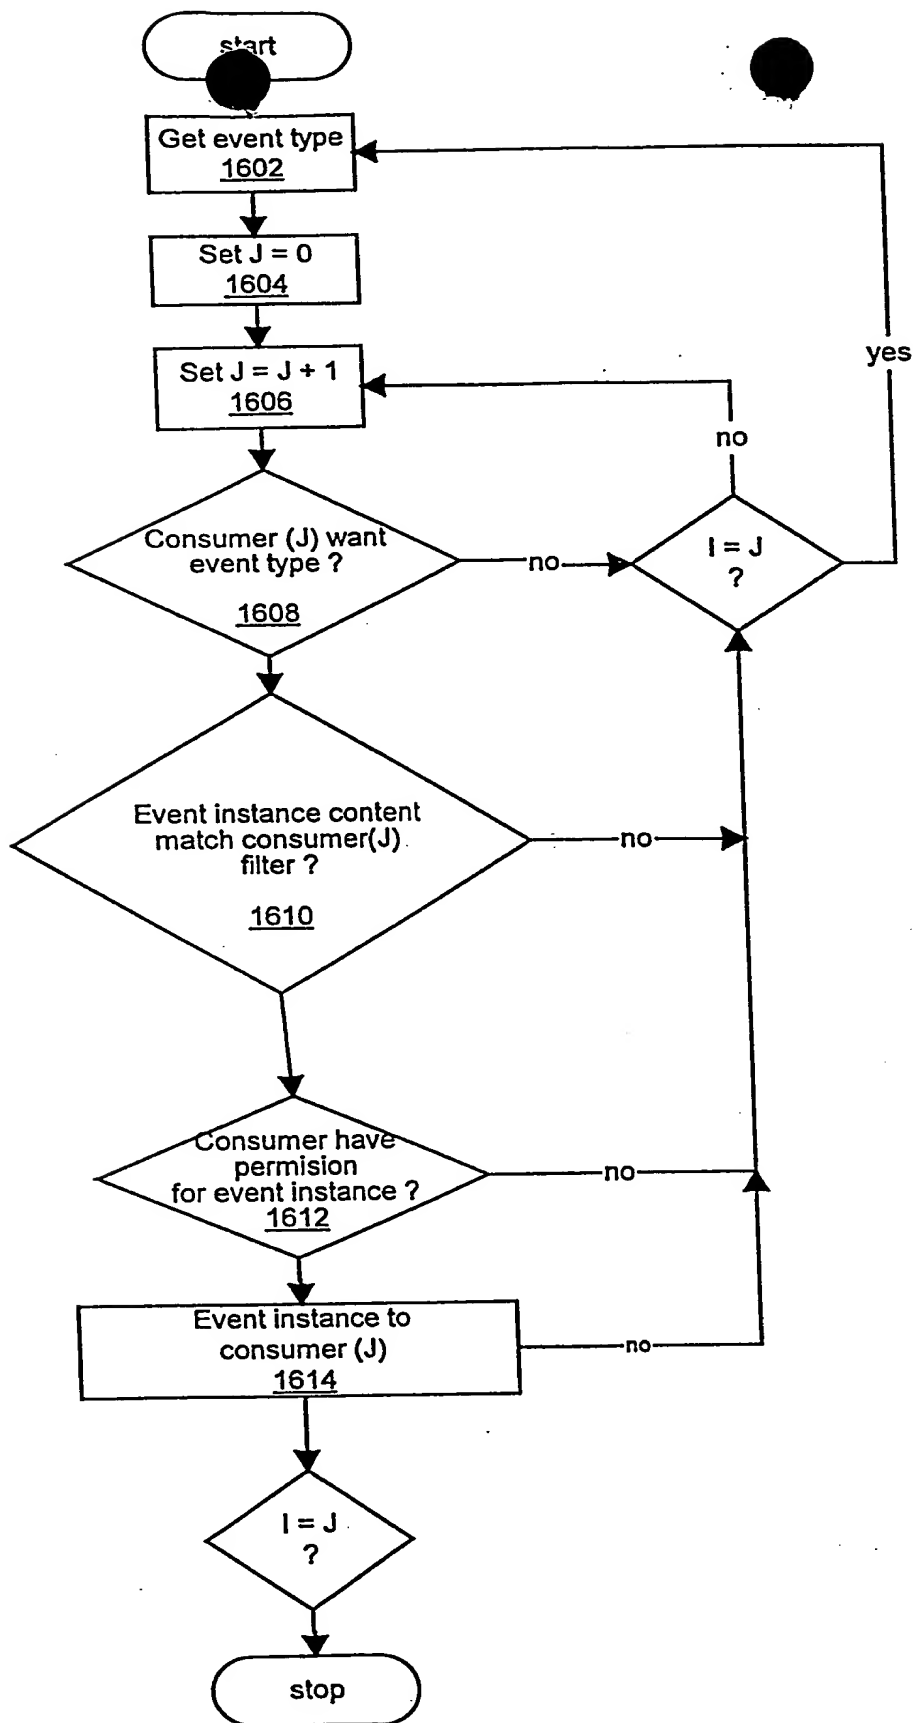 start
Get event type
1602
Set J = 0
1604
Set J = J + 1
1606
yes
no
Consumer (J) want
event type ?
1608
no
I = J
?
Event instance content
match consumer(J)
filter ?
1610
no
Consumer have
permision
for event instance ?
1612
no
Event instance to
consumer (J)
1614
no
I = J
?
stop